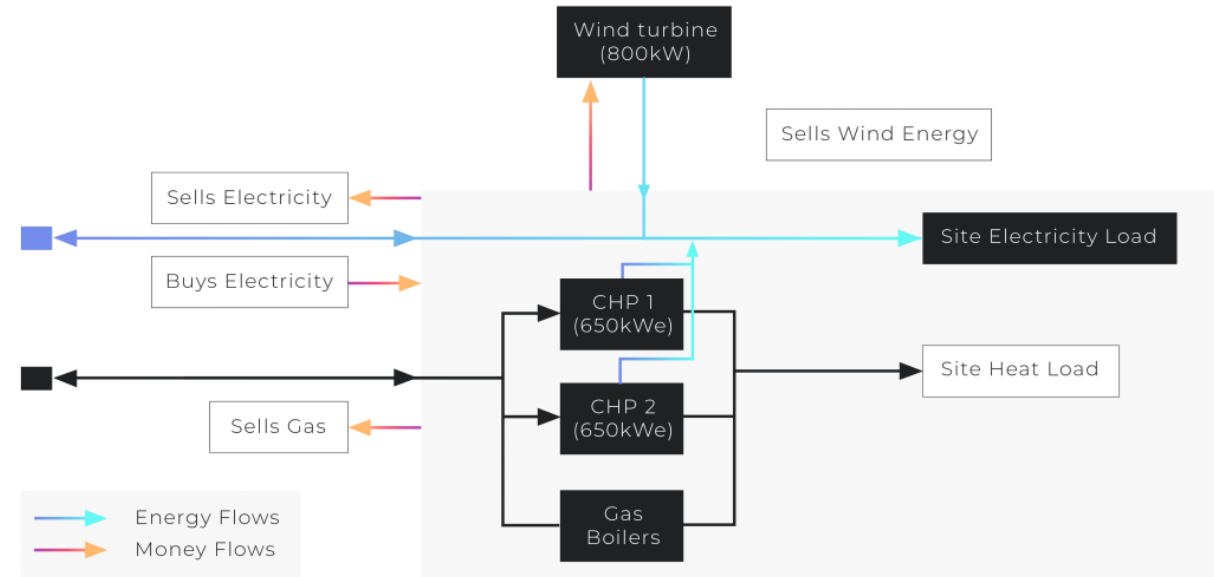 Wind turbine
(800kW)
Sells Wind Energy
Sells Electricity
Site Electricity Load
Buys Electricity
CHP 1
(650kWe)
Site Heat Load
CHP 2
(650kWe)
Sells Gas
Gas
Boilers
Energy Flows
Money Flows